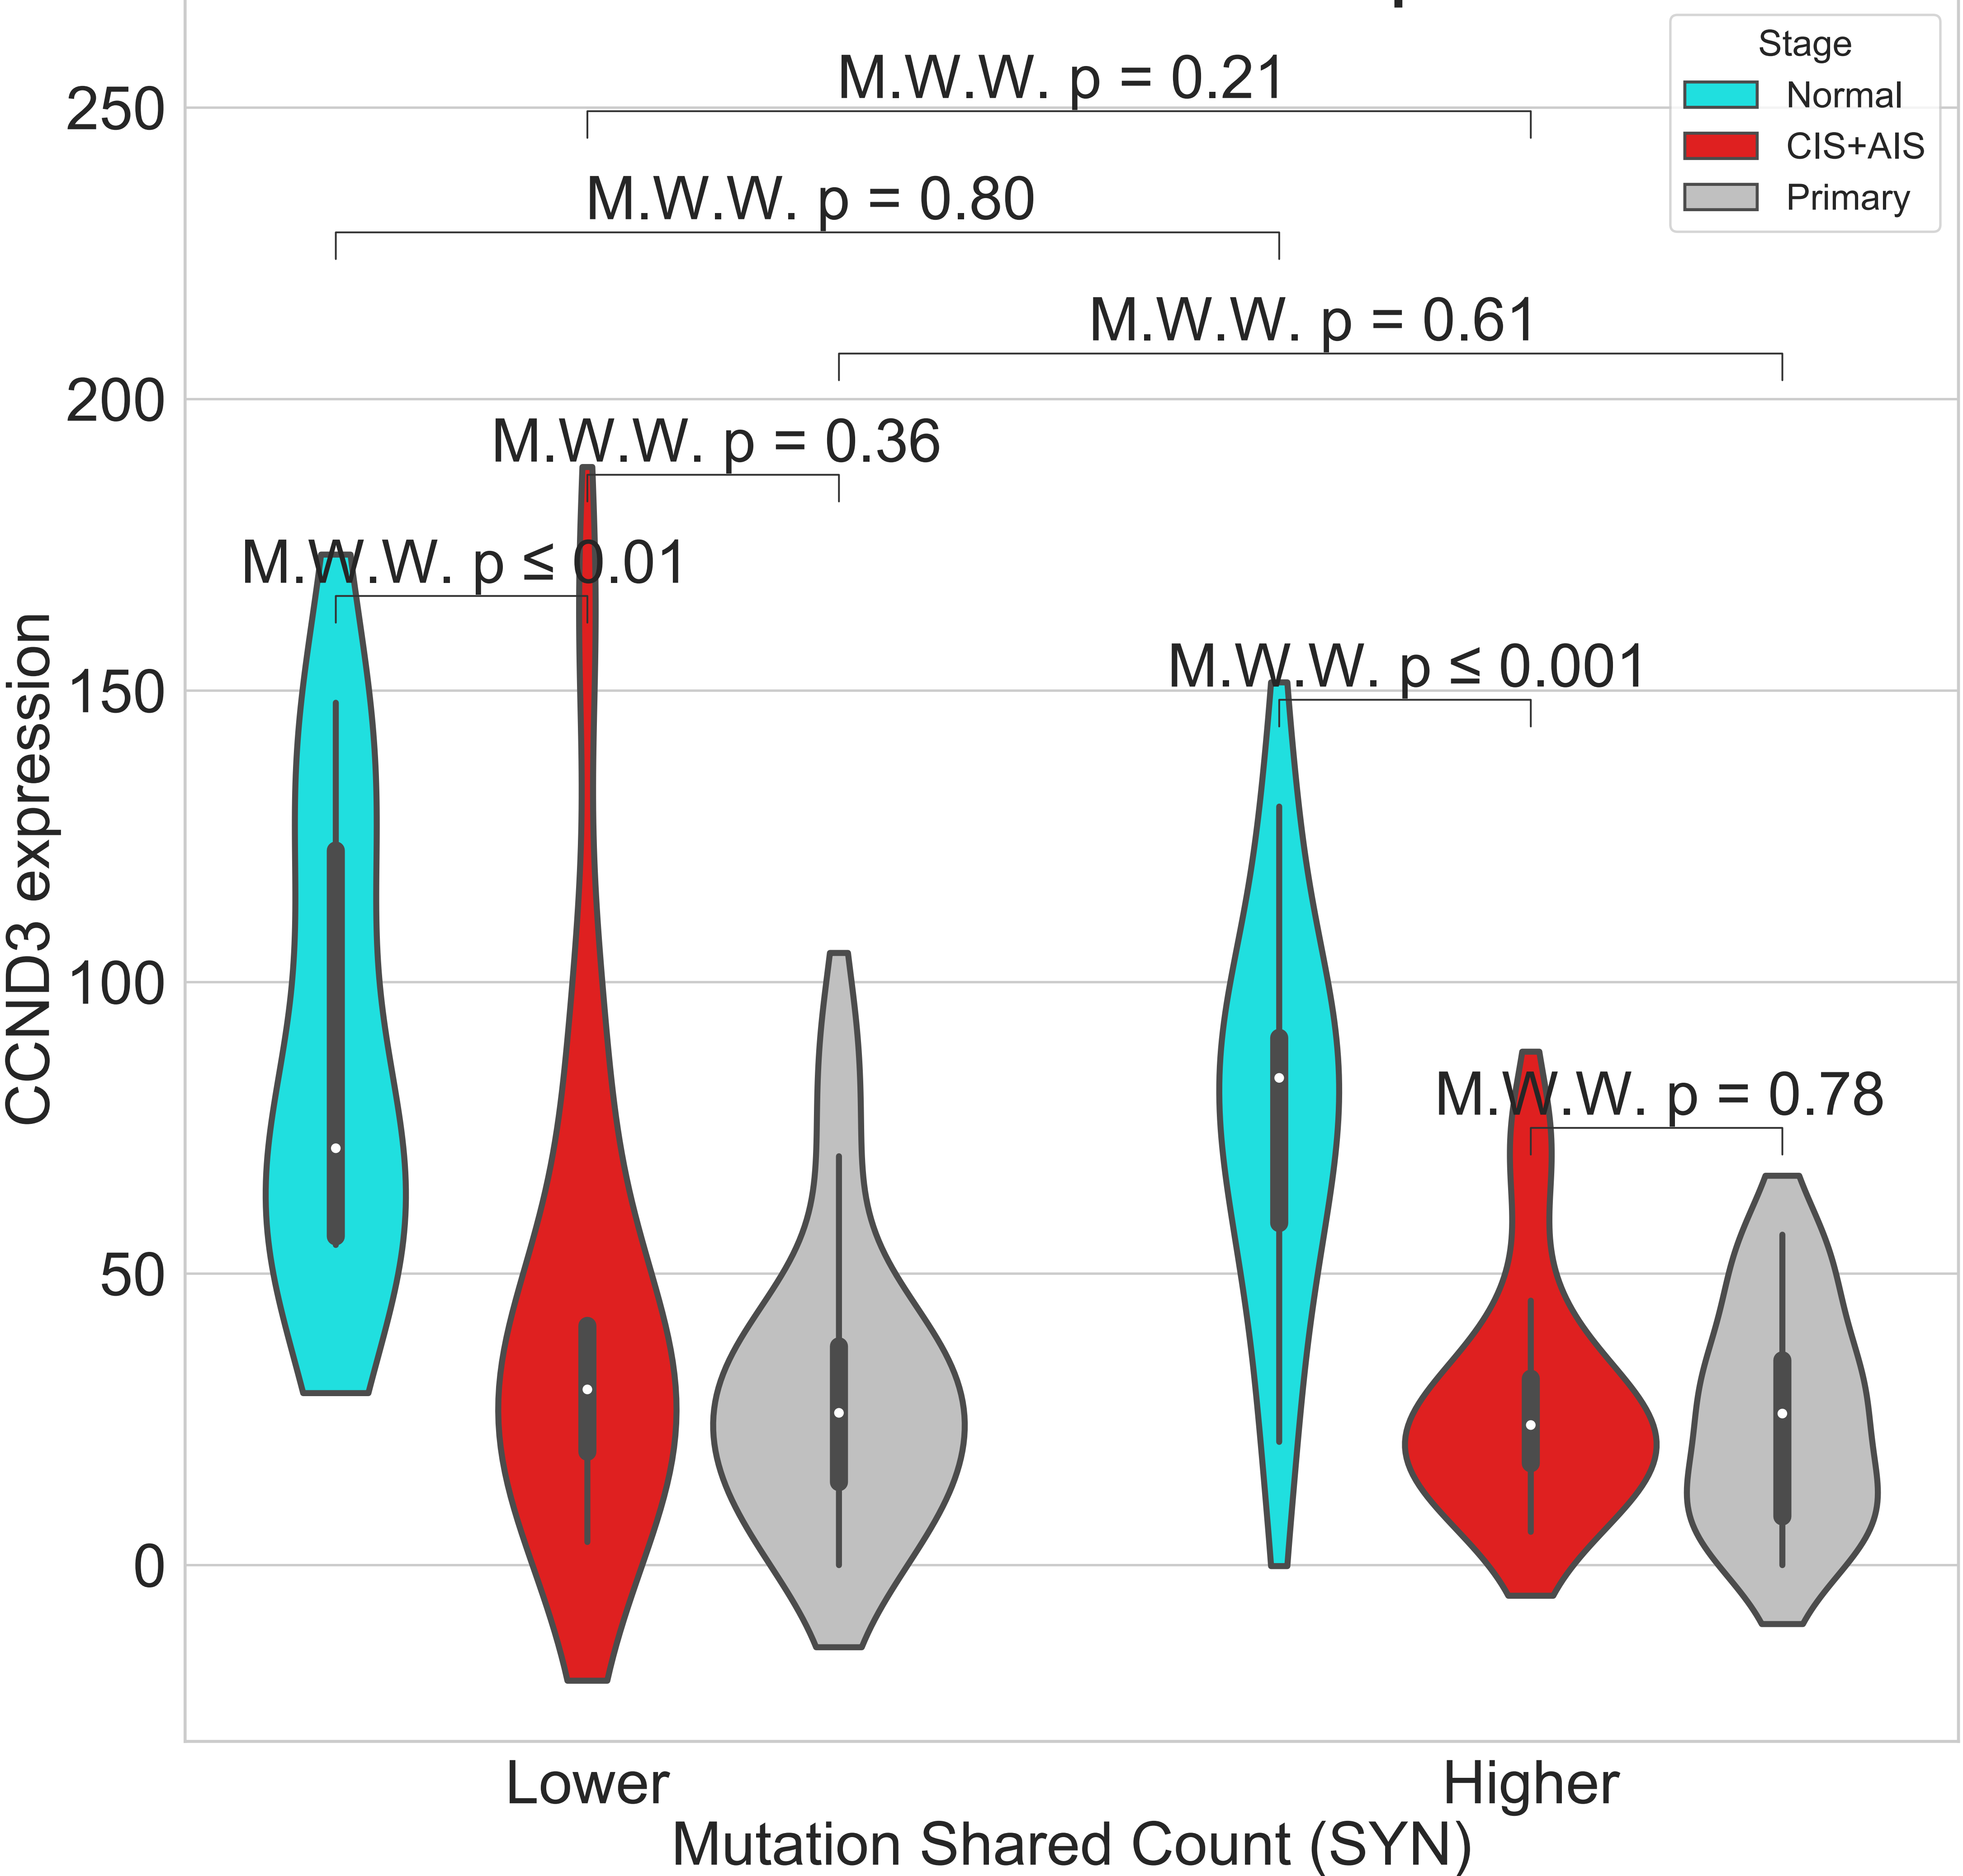 Stage
Normal
CIS+AIS
Primary
M.W.W. p = 0.21
M.W.W. p = 0.80
M.W.W. p = 0.61
M.W.W. p = 0.36
M.W.W. p ≤ 0.01
M.W.W. p ≤ 0.001
M.W.W. p = 0.78
250
200
150
100
50
0
CCND3 expression
Lower
Higher
Mutation Shared Count (SYN)